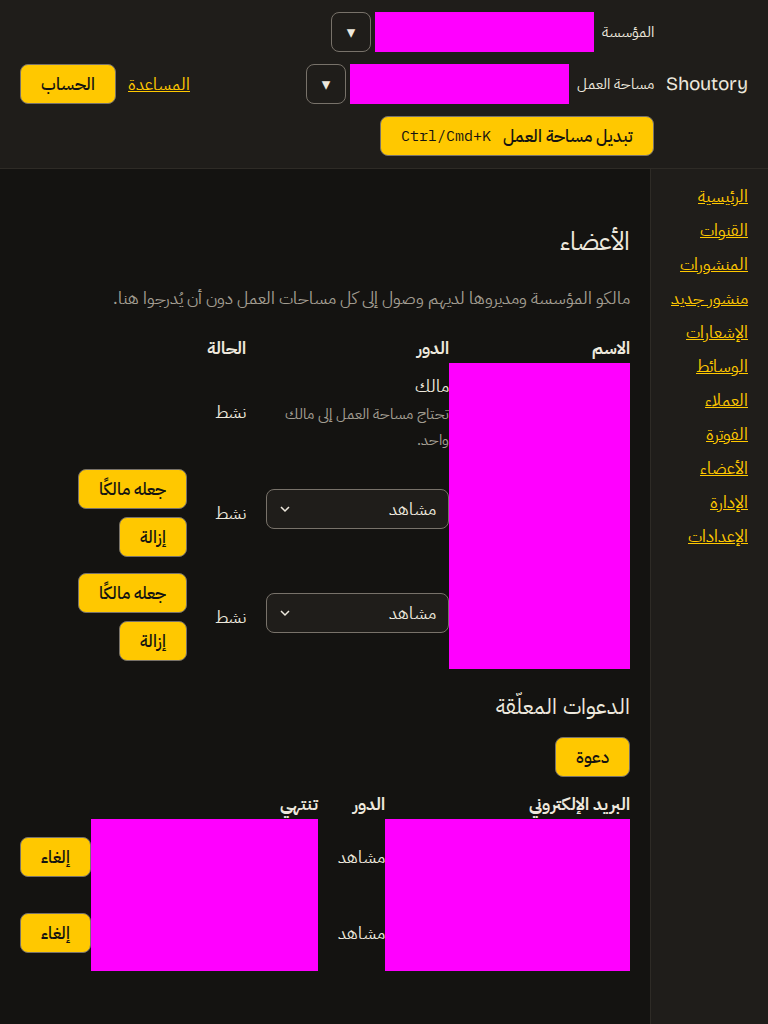 المؤسسة
▼
Shoutory
مساحة العمل
▼
المساعدة
الحساب
تبديل مساحة العمل Ctrl/Cmd+K
الرئيسية
القنوات
المنشورات
منشور جديد
الإشعارات
الوسائط
العملاء
الفوترة
الأعضاء
الإدارة
الإعدادات
الأعضاء
مالكو المؤسسة ومديروها لديهم وصول إلى كل مساحات العمل دون أن يُدرجوا هنا.
الاسم الدور الحالة
مالك
تحتاج مساحة العمل إلى مالك
واحد.
نشط
مشاهد نشط جعله مالكًا
إزالة
مشاهد نشط جعله مالكًا
إزالة
الدعوات المعلّقة
دعوة
البريد الإلكتروني الدور تنتهي
مشاهد إلغاء
مشاهد إلغاء